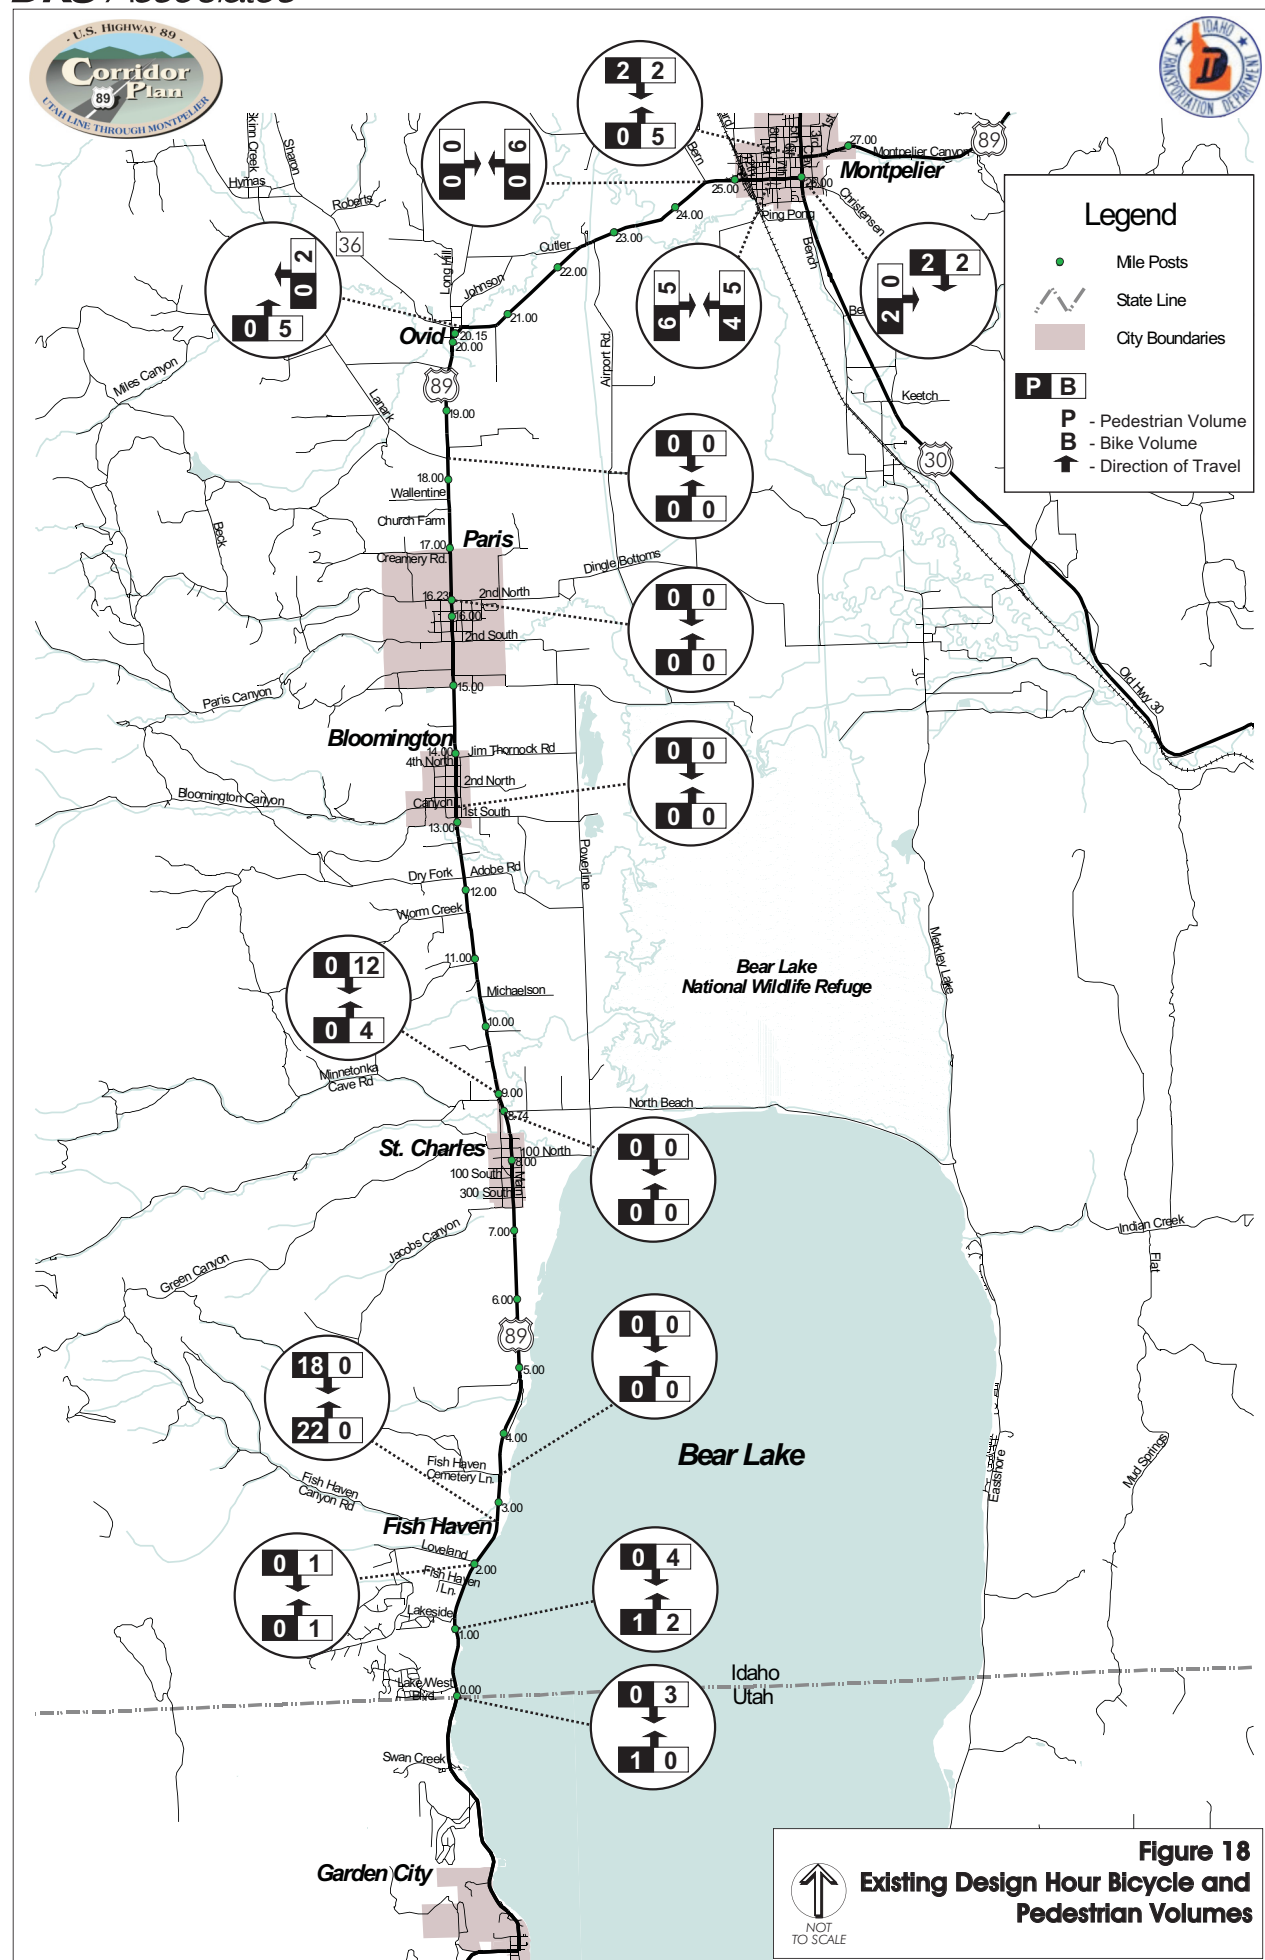 U.S. HIGHWAY 89
Corridor
89 Plan
UTAH LINE THROUGH MONTPELIER
IDAHO
TRANSPORTATION DEPARTMENT
2 2
0 5
0 0
6 0
27.00
Montpelier Canyon
89
Montpelier
Hymas
Sharon
Roberts
Bern
25.00
24.00
Ping Pong
Christensen
Bench
36
Long Hill
Cutler
23.00
22.00
Johnson
21.00
2 0
0 5
Ovid
20.15
20.00
5 6
5 4
2 2
0 2
Legend
Mile Posts
State Line
City Boundaries
P B
P - Pedestrian Volume
B - Bike Volume
- Direction of Travel
Miles Canyon
89
Airport Rd.
Lanark
19.00
Keetch
30
0 0
0 0
18.00
Wallentine
Church Farm
Beck
17.00
Paris
Creamery Rd.
Dingle Bottoms
16.23
2nd North
16.00
2nd South
0 0
0 0
15.00
Paris Canyon
Old Hwy 30
Bloomington
14.00
Jim Thornock Rd
4th North
2nd North
Bloomington Canyon
Canyon
1st South
13.00
0 0
0 0
Powerline
Dry Fork
Adobe Rd
12.00
Worm Creek
Merkley Lake
11.00
0 12
0 4
Michaelson
Bear Lake
National Wildlife Refuge
10.00
Minnetonka
Cave Rd
9.00
North Beach
8.74
St. Charles
100 North
8.00
100 South
Main
300 South
0 0
0 0
7.00
Jacobs Canyon
Green Canyon
Indian Creek
Flat
6.00
89
5.00
0 0
0 0
18 0
22 0
4.00
Bear Lake
Fish Haven
Cemetery Ln.
Fish Haven
Canyon Rd
Eastshore
Mud Springs
3.00
Fish Haven
Loveland
2.00
Fish Haven
Ln.
0 1
0 1
0 4
1 2
Lakeside
1.00
Idaho
Utah
Lake West
Blvd.
0.00
0 3
1 0
Swan Creek
Garden City
NOT
TO SCALE
Figure 18
Existing Design Hour Bicycle and
Pedestrian Volumes